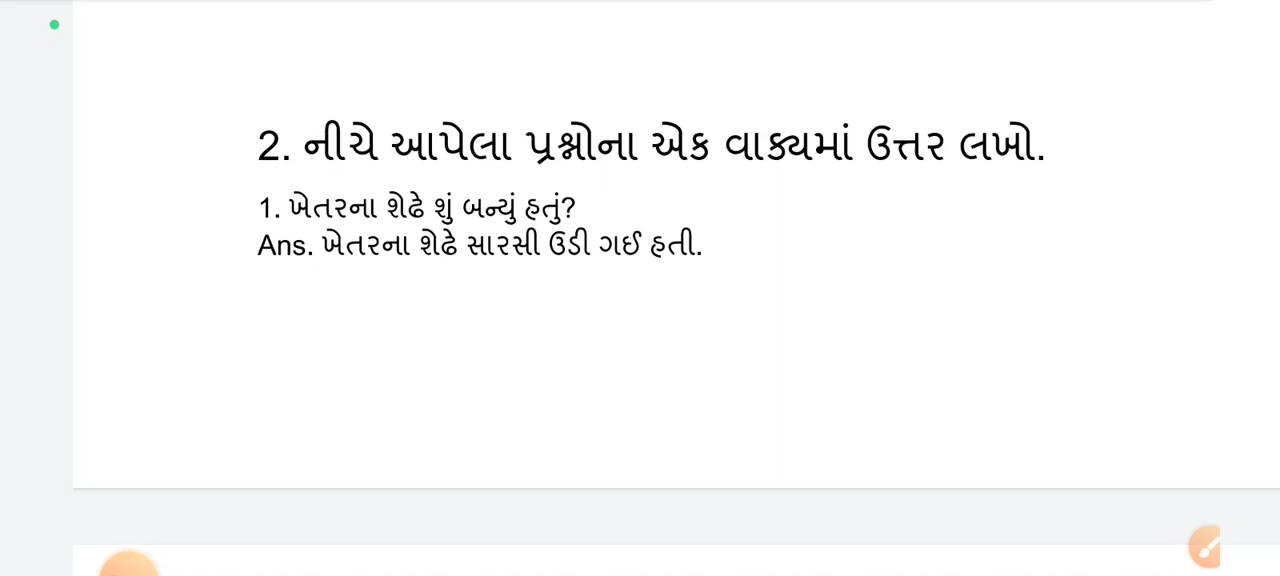 2. નીચે આપેલા પ્રશ્નોના એક વાક્યમાં ઉત્તર લખો.
1. ખેતરના શેઢે શું બન્યું હતું?
Ans. ખેતરના શેઢે સારસી ઉડી ગઈ હતી.